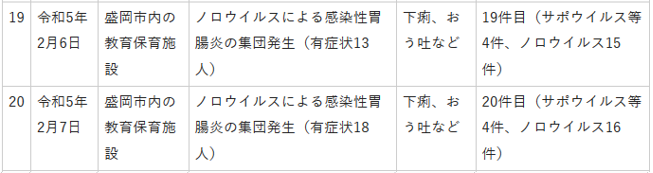 19
令和5年
2月6日
盛岡市内の
教育保育施
設
ノロウイルスによる感染性胃
腸炎の集団発生（有症状13
人）
下痢、お
う吐など
19件目（サポウイルス等
4件、ノロウイルス15
件）
20
令和5年
2月7日
盛岡市内の
教育保育施
設
ノロウイルスによる感染性胃
腸炎の集団発生（有症状18
人）
下痢、お
う吐など
20件目（サポウイルス等
4件、ノロウイルス16
件）